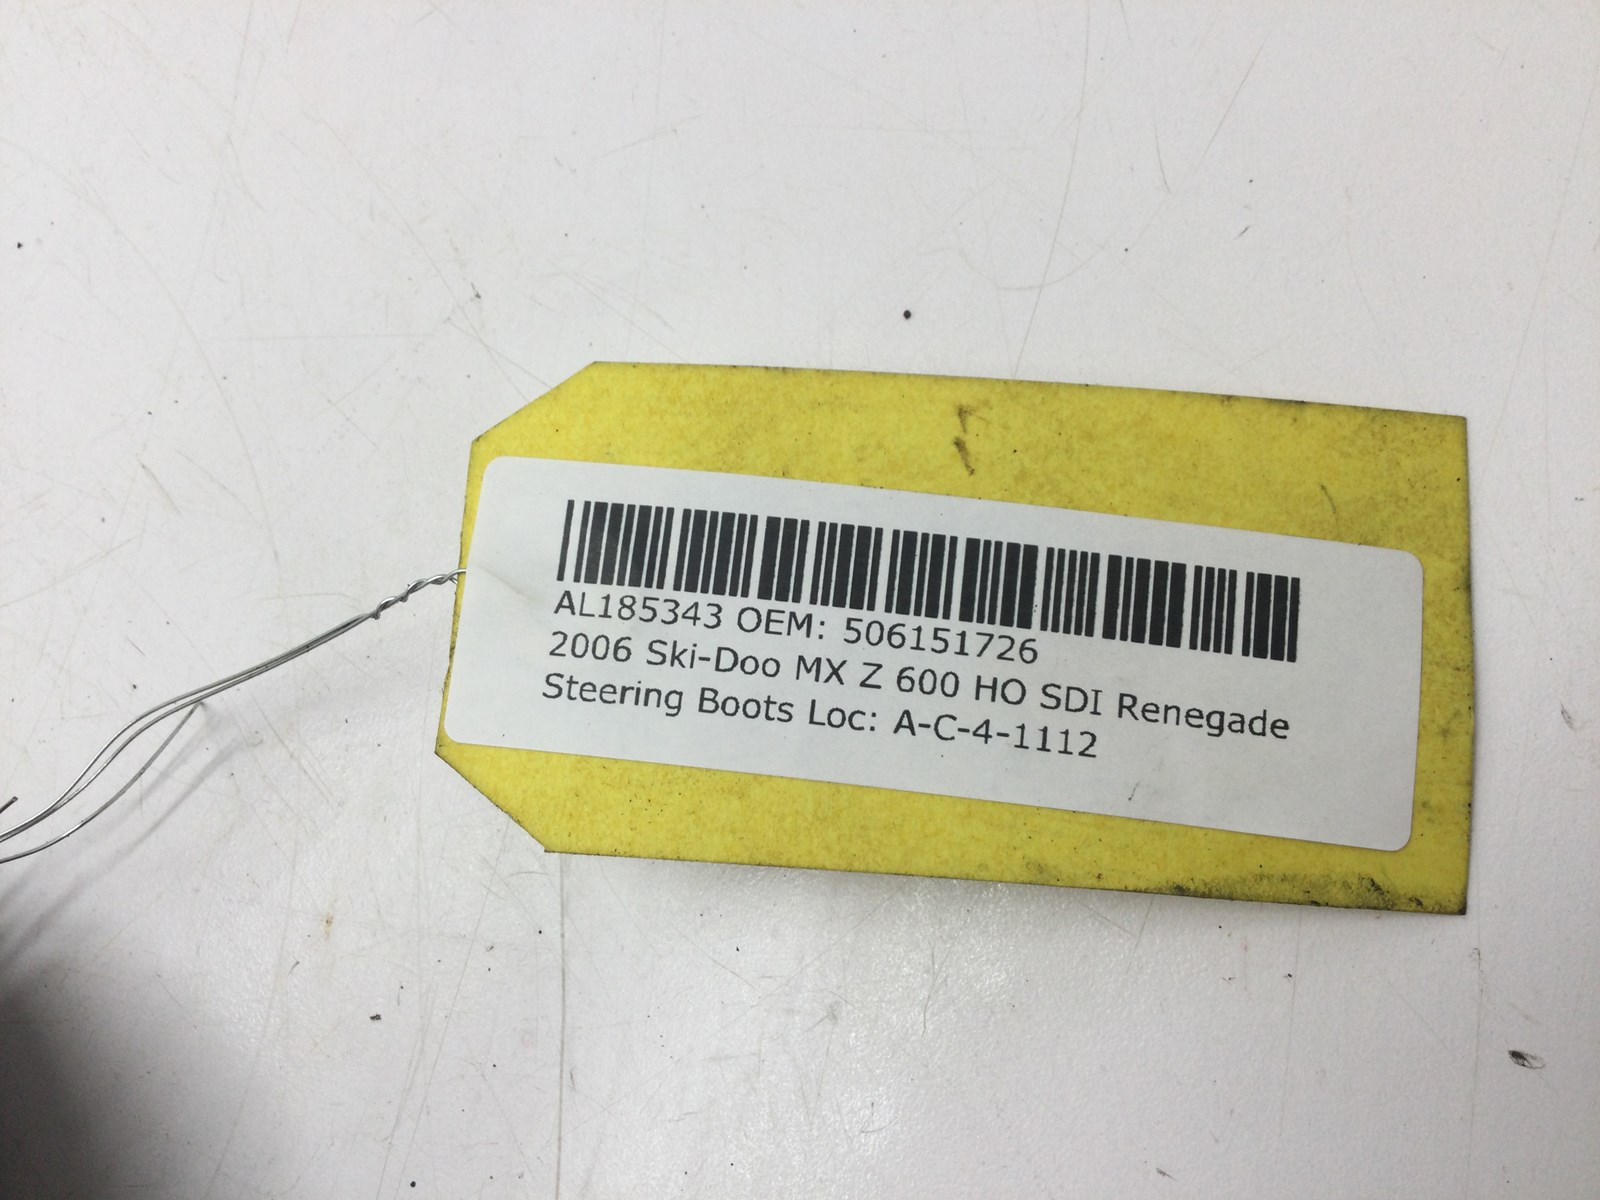 AL185343 OEM: 506151726
2006 Ski-Doo MX Z 600 HO SDI Renegade
Steering Boots Loc: A-C-4-1112